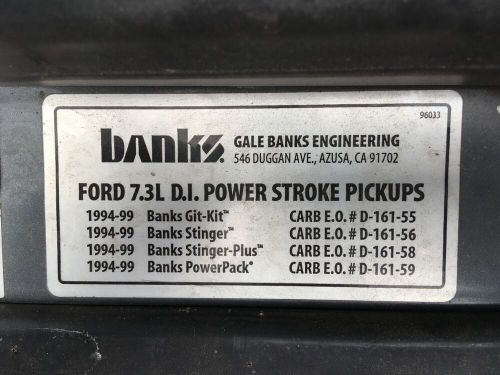 96033
banks. GALE BANKS ENGINEERING
546 DUGGAN AVE., AZUSA, CA 91702
FORD 7.3L D.I. POWER STROKE PICKUPS
1994-99 Banks Git-Kit™ CARB E.O. # D-161-55
1994-99 Banks Stinger™ CARB E.O. # D-161-56
1994-99 Banks Stinger-Plus™ CARB E.O. # D-161-58
1994-99 Banks PowerPack® CARB E.O. # D-161-59